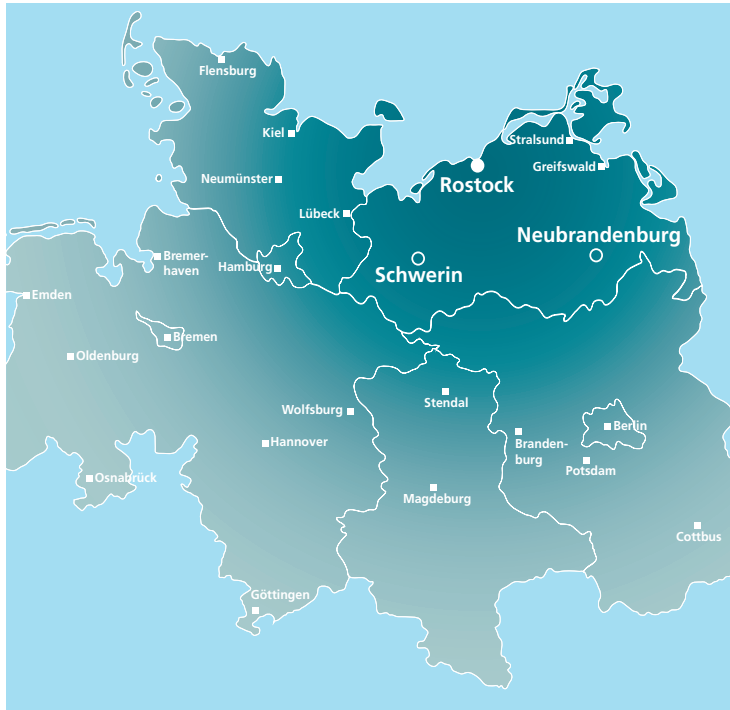 Flensburg
Kiel
Stralsund
Greifswald
Rostock
Neumünster
Lübeck
Neubrandenburg
Bremer-
haven
Hamburg
Schwerin
Emden
Bremen
Oldenburg
Stendal
Wolfsburg
Berlin
Hannover
Branden-
burg
Potsdam
Osnabrück
Magdeburg
Cottbus
Göttingen